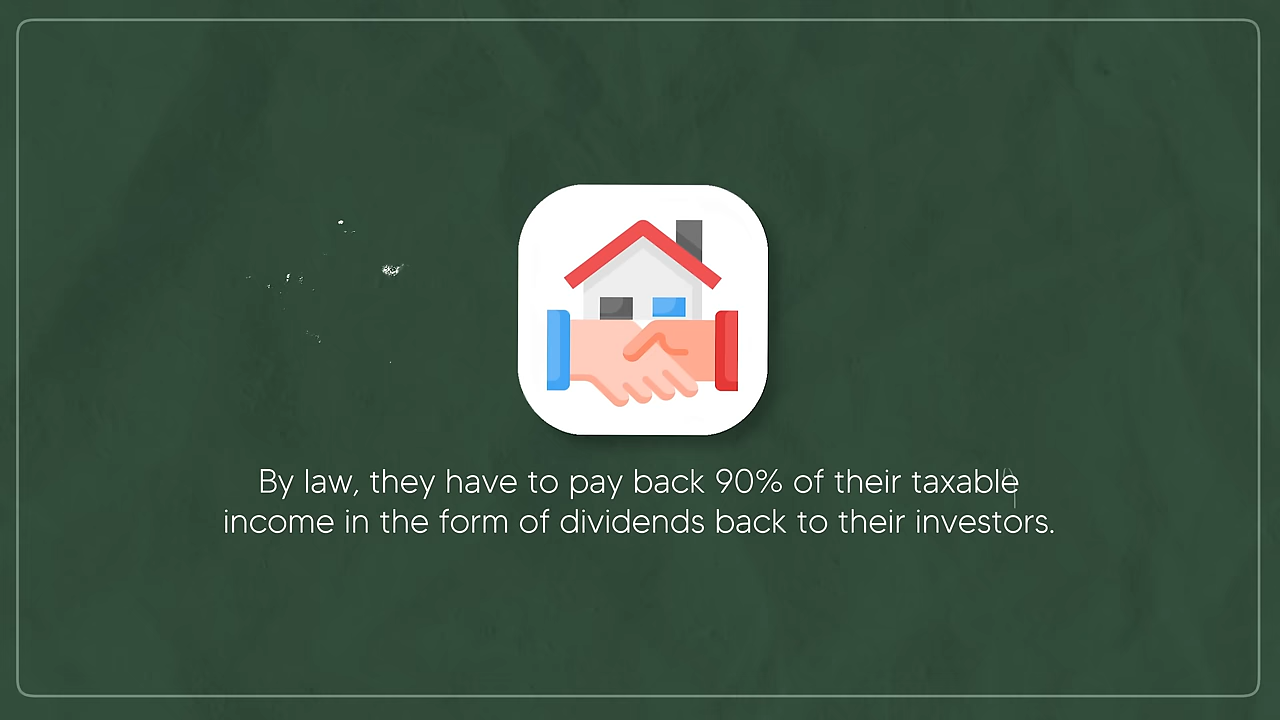 By law, they have to pay back 90% of their taxable
income in the form of dividends back to their investors.